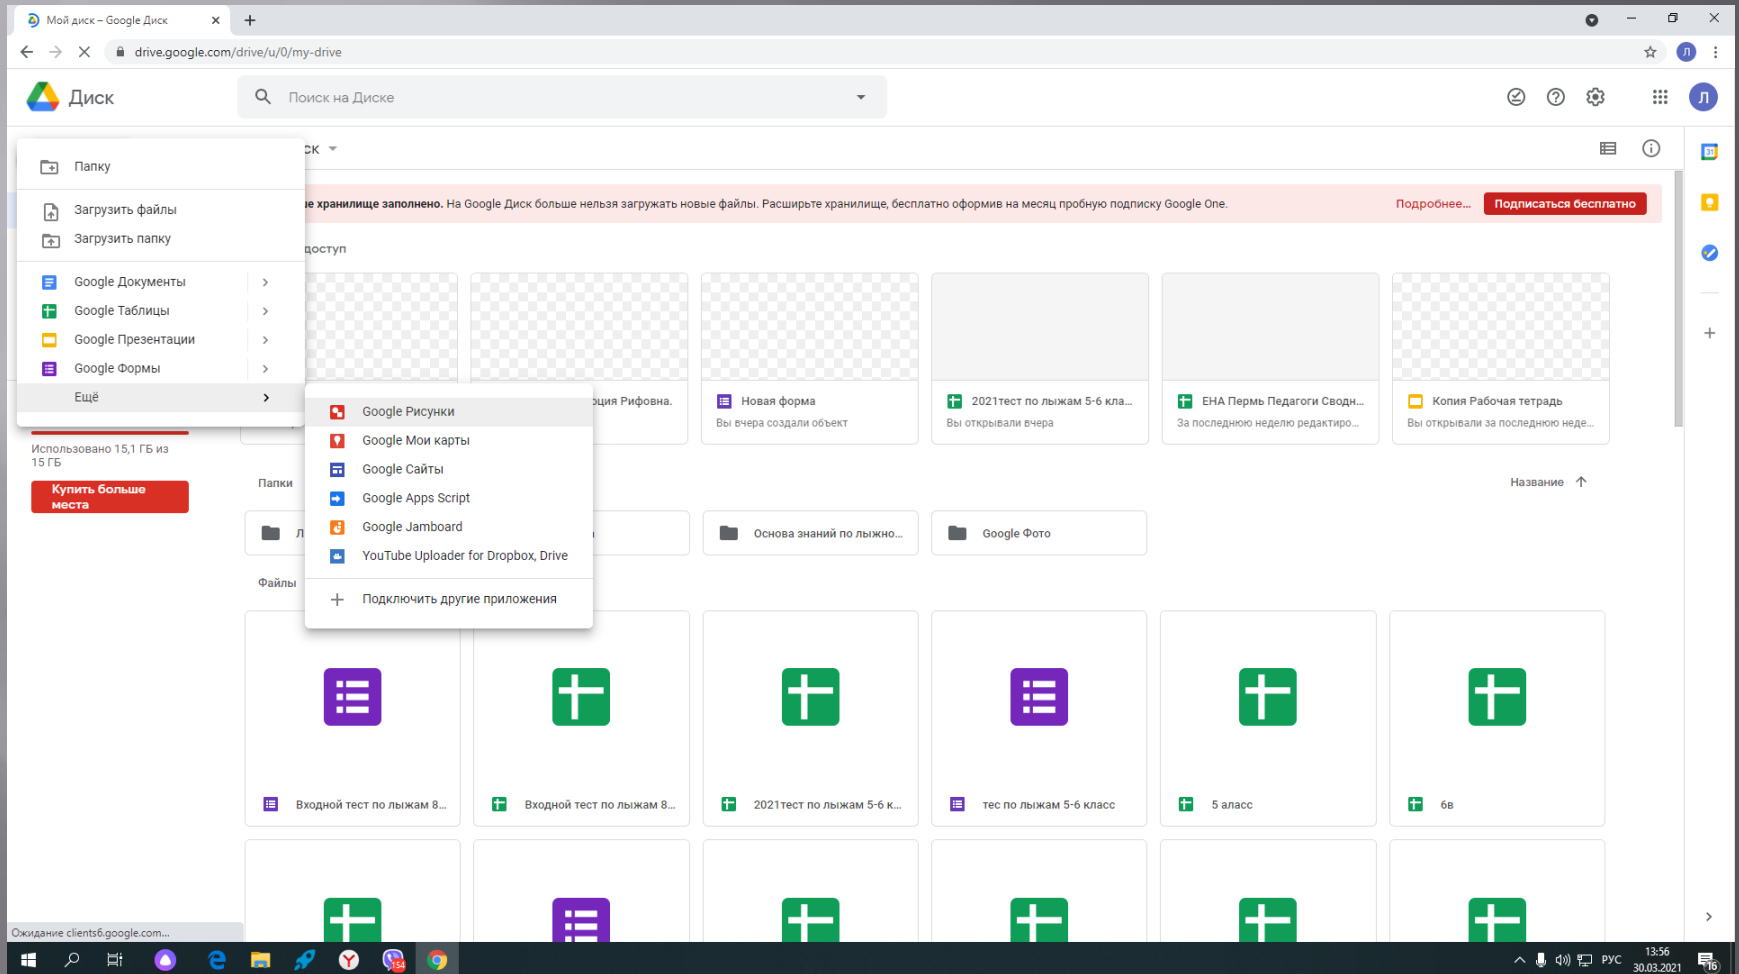 Мой диск – Google Диск
drive.google.com/drive/u/0/my-drive
Л
Диск
Поиск на Диске
Л
Папку
Загрузить файлы
Загрузить папку
Google Документы
Google Таблицы
Google Презентации
Google Формы
Ещё
Google Рисунки
Google Мои карты
Google Сайты
Google Apps Script
Google Jamboard
YouTube Uploader for Dropbox, Drive
Подключить другие приложения
ск
31
хранилище заполнено. На Google Диск больше нельзя загружать новые файлы. Расширьте хранилище, бесплатно оформив на месяц пробную подписку Google One.
Подробнее...
Подписаться бесплатно
доступ
Рифовна.
Новая форма
Вы вчера создали объект
2021тест по лыжам 5-6 кла...
Вы открывали вчера
ЕНА Пермь Педагоги Сводн...
За последнюю неделю редактиро...
Копия Рабочая тетрадь
Вы открывали за последнюю неде...
Использовано 15,1 ГБ из
15 ГБ
Купить больше
места
Папки
Название
Основа знаний по лыжно...
Google Фото
Файлы
Входной тест по лыжам 8...
Входной тест по лыжам 8...
2021тест по лыжам 5-6 к...
тес по лыжам 5-6 класс
5 аласс
6в
Ожидание clients6.google.com...
154
РУС
13:56
30.03.2021
16